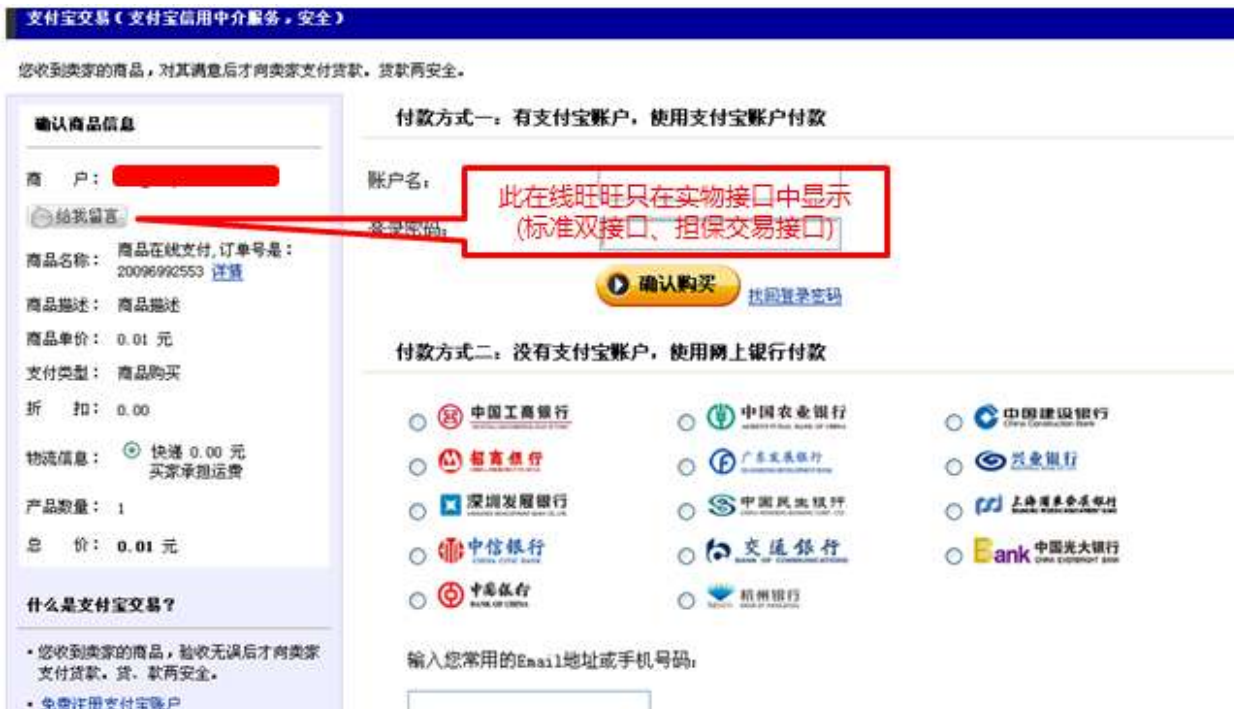 支付宝交易(支付宝信用中介服务，安全)
您收到卖家的商品，对其满意后才向卖家支付货款。货款两安全。
确认商品信息
商 户：
给我留言
商品名称： 商品在线支付,订单号是：
20096992553 详情
商品描述： 商品描述
商品单价： 0.01 元
支付类型： 商品购买
折 扣： 0.00
物流信息： 快递 0.00 元
买家承担运费
产品数量： 1
总 价： 0.01 元
什么是支付宝交易？
•您收到卖家的商品，验收无误后才向卖家
支付货款。货、款两安全。
•免费注册支付宝账户
付款方式一：有支付宝账户，使用支付宝账户付款
账户名：
此在线旺旺只在实物接口中显示
(标准双接口、担保交易接口)
登录密码：
确认购买 找回登录密码
付款方式二：没有支付宝账户，使用网上银行付款
中国工商银行 中国农业银行 中国建设银行
China Construction Bank
招商银行 广东发展银行 兴业银行
深圳发展银行 中国民生银行 上海浦东发展银行
中信银行 交通银行 Bank 中国光大银行
CHINA CITIC BANK BANK OF COMMUNICATIONS CHINA EVERBRIGHT BANK
中国银行 杭州银行
BANK OF CHINA
输入您常用的Email地址或手机号码：